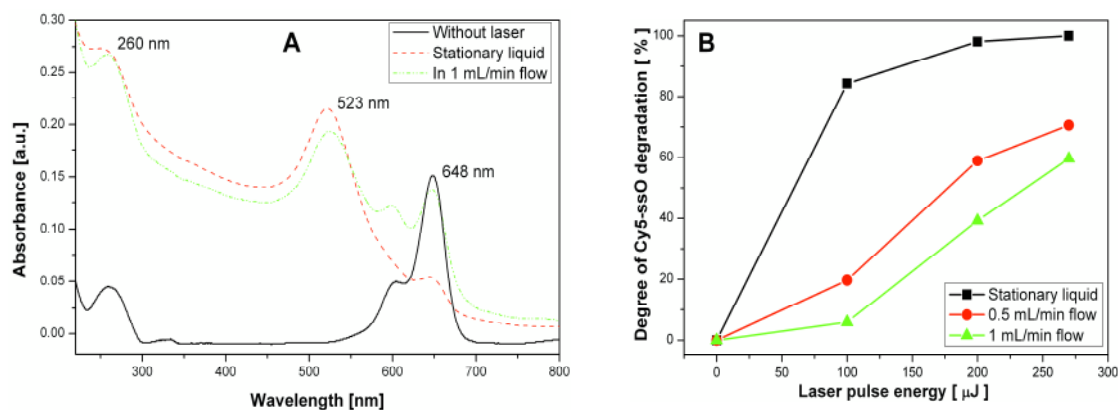 A
260 nm
523 nm
648 nm
Without laser
Stationary liquid
In 1 mL/min flow
Absorbance [a.u.]
0.30
0.25
0.20
0.15
0.10
0.05
0.00
300 400 500 600 700 800
Wavelength [nm]
B
Degree of Cy5-ssO degradation [ % ]
100
80
60
40
20
0
Stationary liquid
0.5 mL/min flow
1 mL/min flow
0 50 100 150 200 250 300
Laser pulse energy [ µJ ]